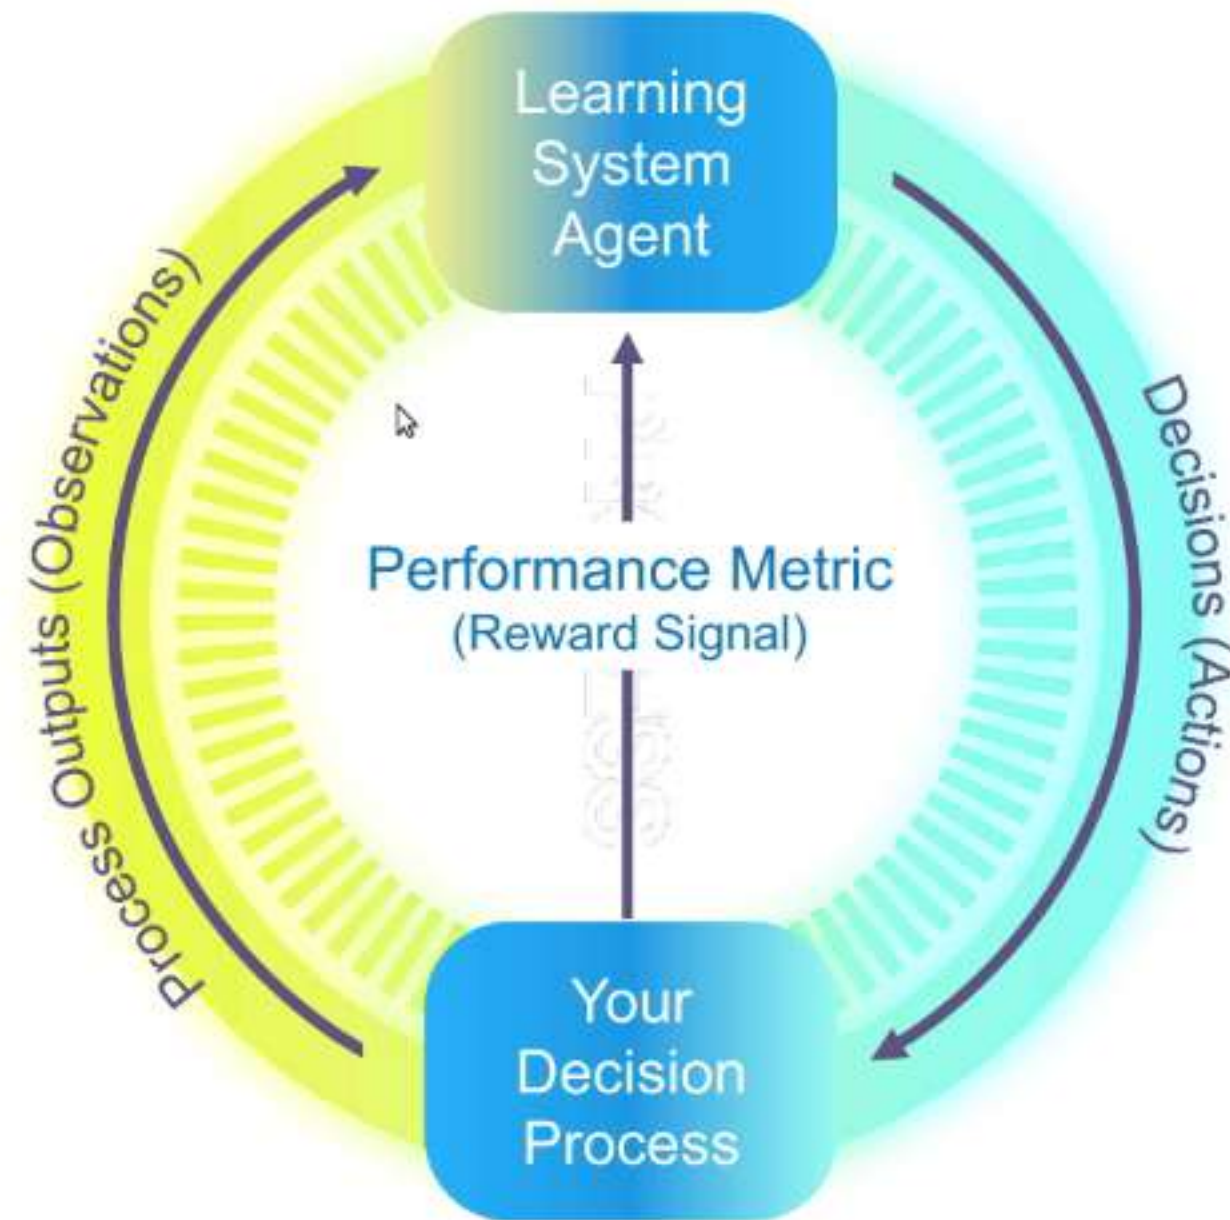 Learning
System
Agent
Process Outputs (Observations)
Decisions (Actions)
Performance Metric
(Reward Signal)
Your
Decision
Process